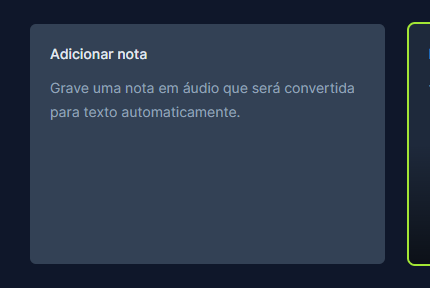 Adicionar nota
Grave uma nota em áudio que será convertida
para texto automaticamente.